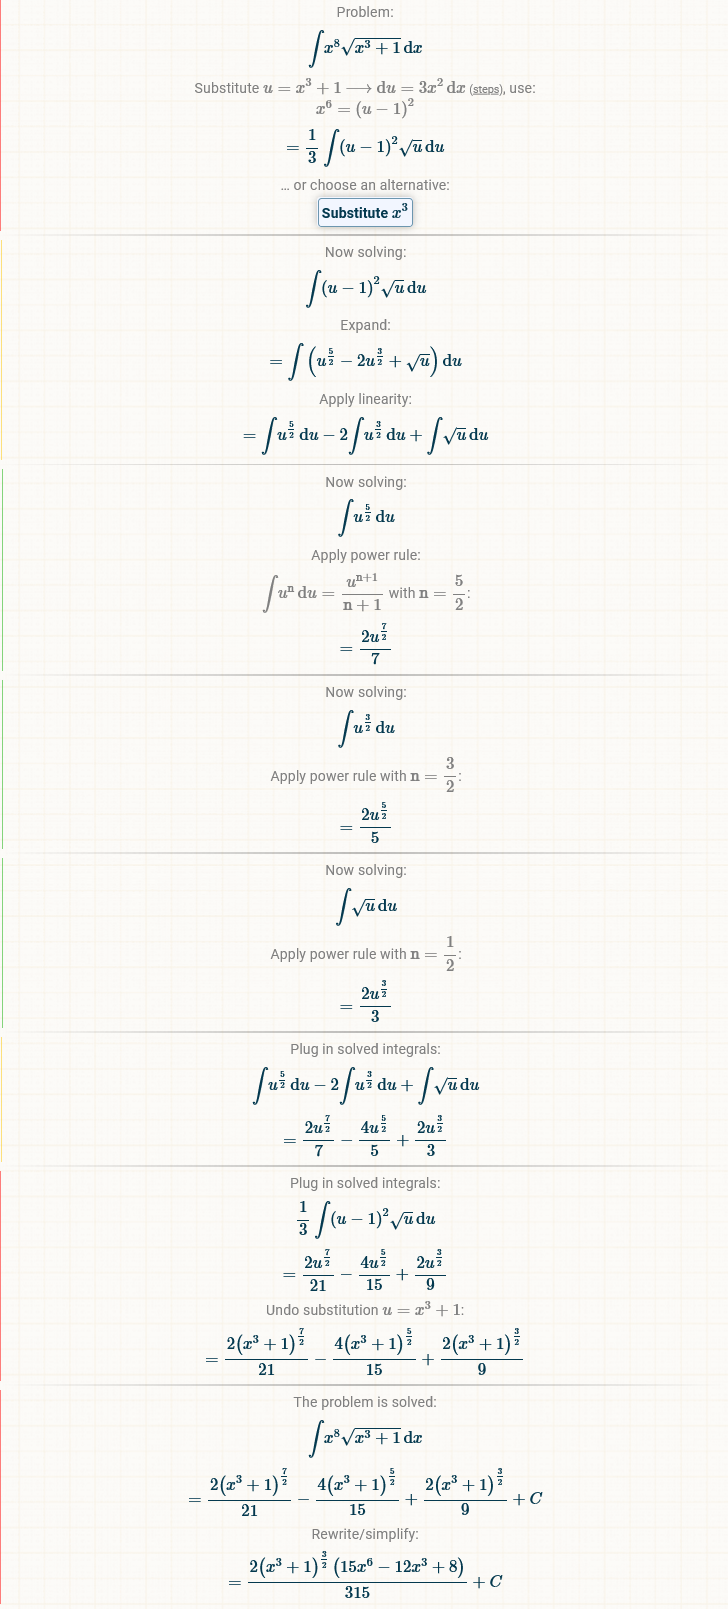 Problem:
∫x⁸√(x³ + 1) dx
Substitute u = x³ + 1 ⟶ du = 3x² dx (steps), use:
x⁶ = (u − 1)²
= 1/3 ∫(u − 1)²√u du
… or choose an alternative:
Substitute x³
Now solving:
∫(u − 1)²√u du
Expand:
= ∫(u^(5/2) − 2u^(3/2) + √u) du
Apply linearity:
= ∫u^(5/2) du − 2∫u^(3/2) du + ∫√u du
Now solving:
∫u^(5/2) du
Apply power rule:
∫uⁿ du = u^(n+1)/(n + 1) with n = 5/2:
= 2u^(7/2)/7
Now solving:
∫u^(3/2) du
Apply power rule with n = 3/2:
= 2u^(5/2)/5
Now solving:
∫√u du
Apply power rule with n = 1/2:
= 2u^(3/2)/3
Plug in solved integrals:
∫u^(5/2) du − 2∫u^(3/2) du + ∫√u du
= 2u^(7/2)/7 − 4u^(5/2)/5 + 2u^(3/2)/3
Plug in solved integrals:
1/3 ∫(u − 1)²√u du
= 2u^(7/2)/21 − 4u^(5/2)/15 + 2u^(3/2)/9
Undo substitution u = x³ + 1:
= 2(x³ + 1)^(7/2)/21 − 4(x³ + 1)^(5/2)/15 + 2(x³ + 1)^(3/2)/9
The problem is solved:
∫x⁸√(x³ + 1) dx
= 2(x³ + 1)^(7/2)/21 − 4(x³ + 1)^(5/2)/15 + 2(x³ + 1)^(3/2)/9 + C
Rewrite/simplify:
= 2(x³ + 1)^(3/2) (15x⁶ − 12x³ + 8)/315 + C